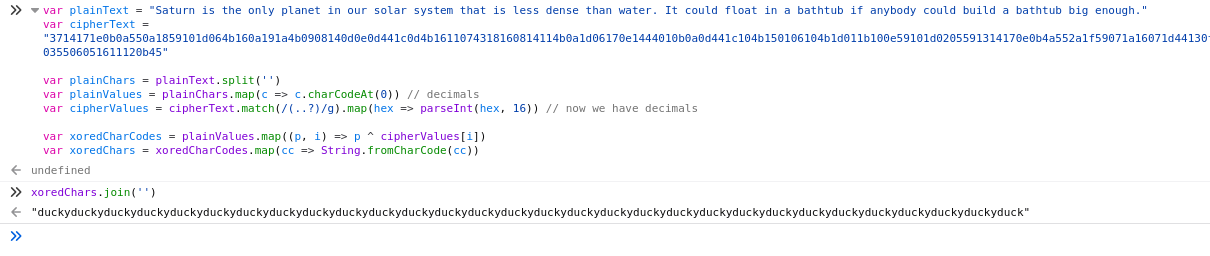 var plainText = "Saturn is the only planet in our solar system that is less dense than water. It could float in a bathtub if anybody could build a bathtub big enough."
var cipherText =
"3714171e0b0a550a1859101d064b160a191a4b0908140d0e0d441c0d4b1611074318160814114b0a1d06170e1444010b0a0d441c104b150106104b1d011b100e59101d0205591314170e0b4a552a1f59071a16071d44130
035506051611120b45"
var plainChars = plainText.split('')
var plainValues = plainChars.map(c => c.charCodeAt(0)) // decimals
var cipherValues = cipherText.match(/(..?)/g).map(hex => parseInt(hex, 16)) // now we have decimals
var xoredCharCodes = plainValues.map((p, i) => p ^ cipherValues[i])
var xoredChars = xoredCharCodes.map(cc => String.fromCharCode(cc))
undefined
xoredChars.join('')
"duckyduckyduckyduckyduckyduckyduckyduckyduckyduckyduckyduckyduckyduckyduckyduckyduckyduckyduckyduckyduckyduckyduckyduckyduckyduckyduckyduckyduckyduck"